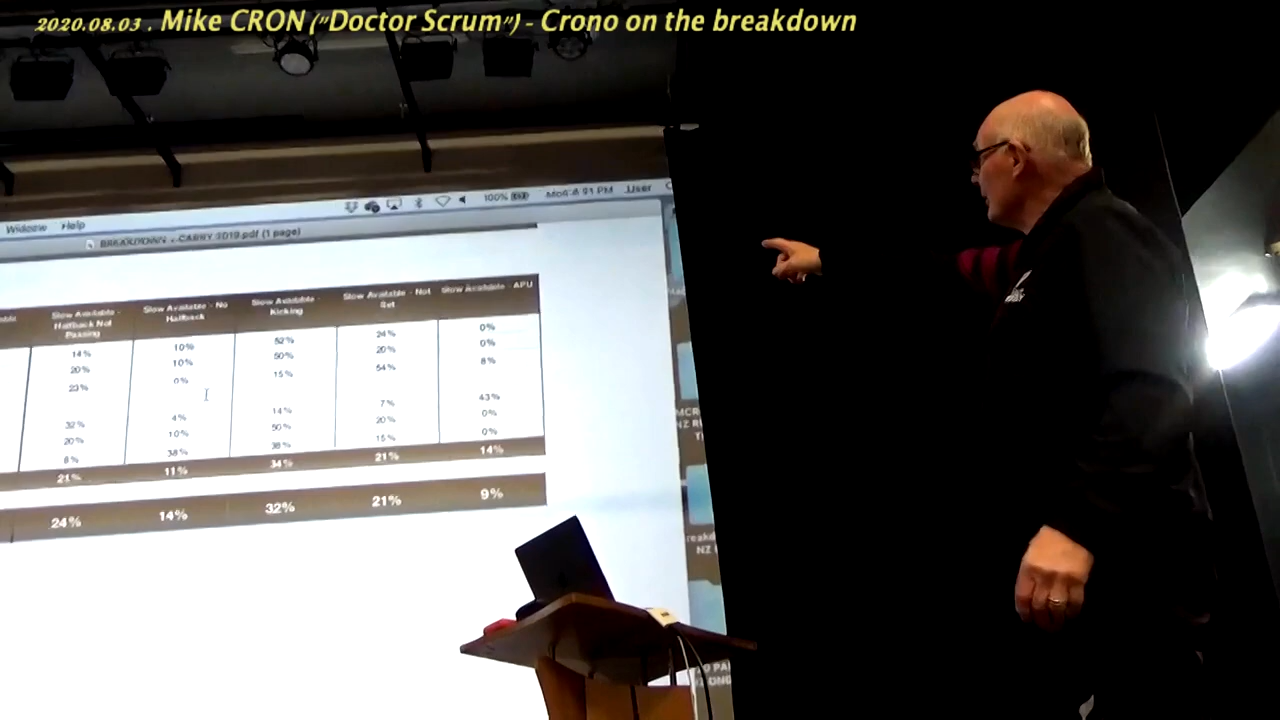 2020.08.03 . Mike CRON ("Doctor Scrum") - Crono on the breakdown
Window Help 100% User
BREAKDOWN - CARRY 2019.pdf (1 page)
Slow Available - Halfback Not Passing
Slow Available - No Halfback
Slow Available - Kicking
Slow Available - Not Set
Slow Available - APU
14% 10% 52% 24% 0%
20% 10% 50% 20% 0%
23% 0% 15% 54% 8%
32% 4% 14% 7% 43%
20% 10% 50% 20% 0%
8% 38% 38% 15% 0%
21% 11% 34% 21% 14%
24% 14% 32% 21% 9%